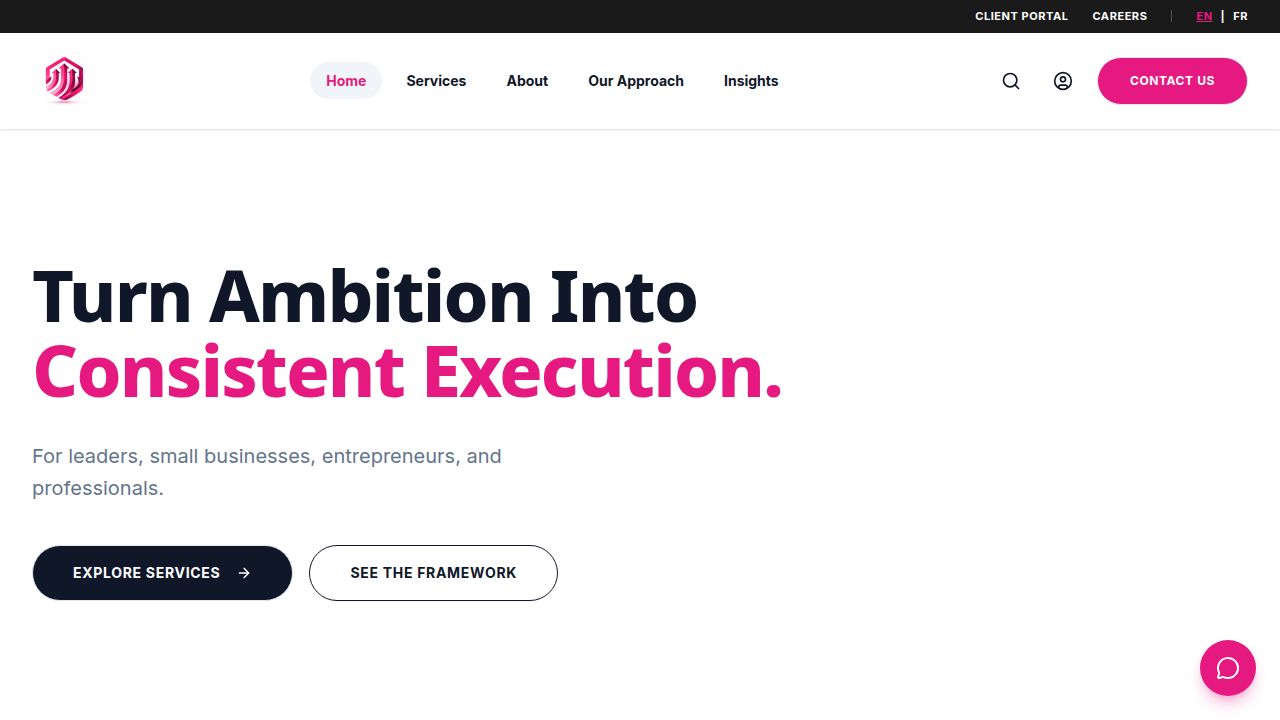 CLIENT PORTAL CAREERS EN | FR
Home Services About Our Approach Insights CONTACT US
Turn Ambition Into
Consistent Execution.
For leaders, small businesses, entrepreneurs, and
professionals.
EXPLORE SERVICES SEE THE FRAMEWORK